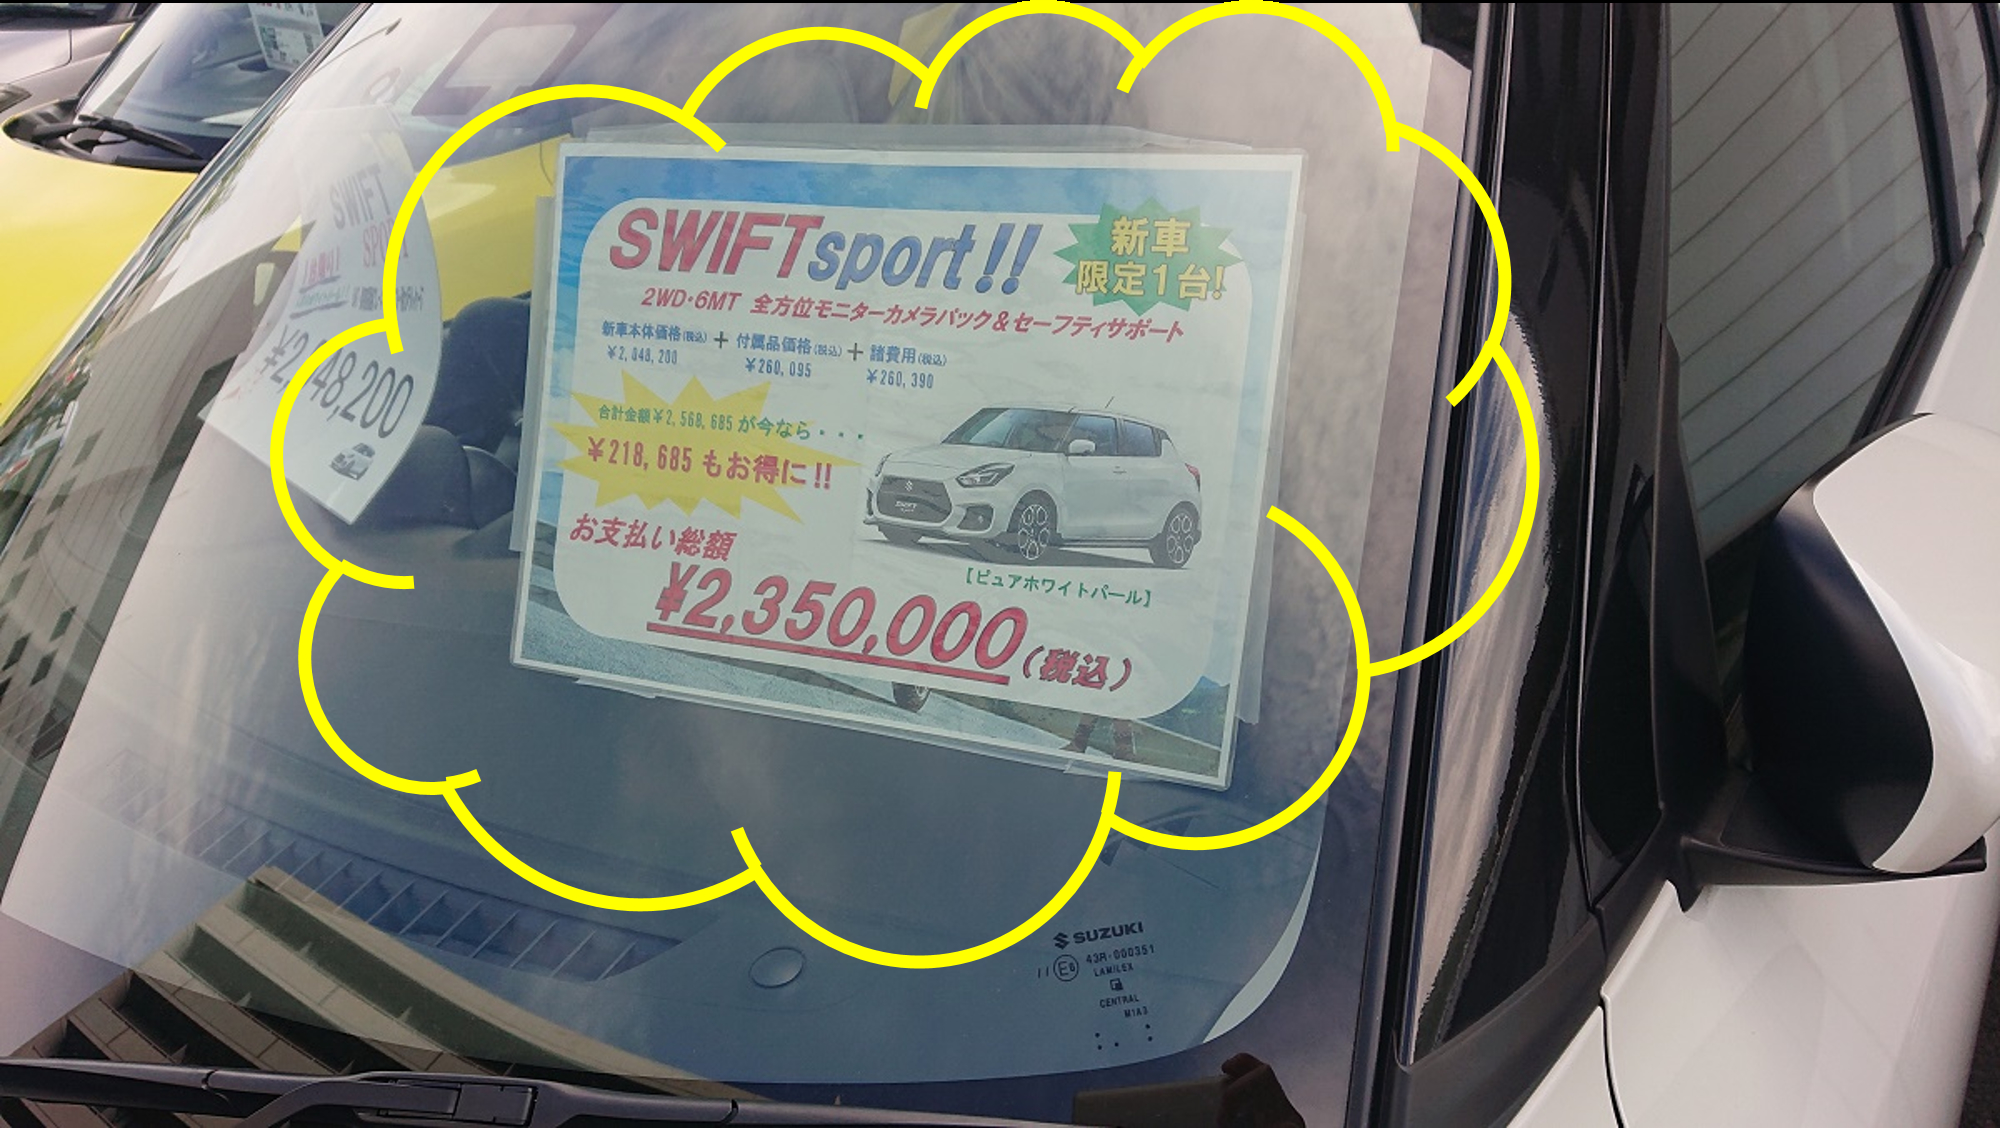 SWIFTsport!!
新車
限定1台!
2WD・6MT 全方位モニターカメラパック&セーフティサポート
新車本体価格(税込) + 付属品価格(税込) + 諸費用(税込)
¥2,048,200 ¥260,095 ¥260,390
合計金額¥2,568,685が今なら・・・
¥218,685もお得に!!
お支払い総額
【ピュアホワイトパール】
¥2,350,000(税込)
SWIFT
SPORT
SUZUKI
43R-000351
E6
LAMILEX
CENTRAL
M1A3